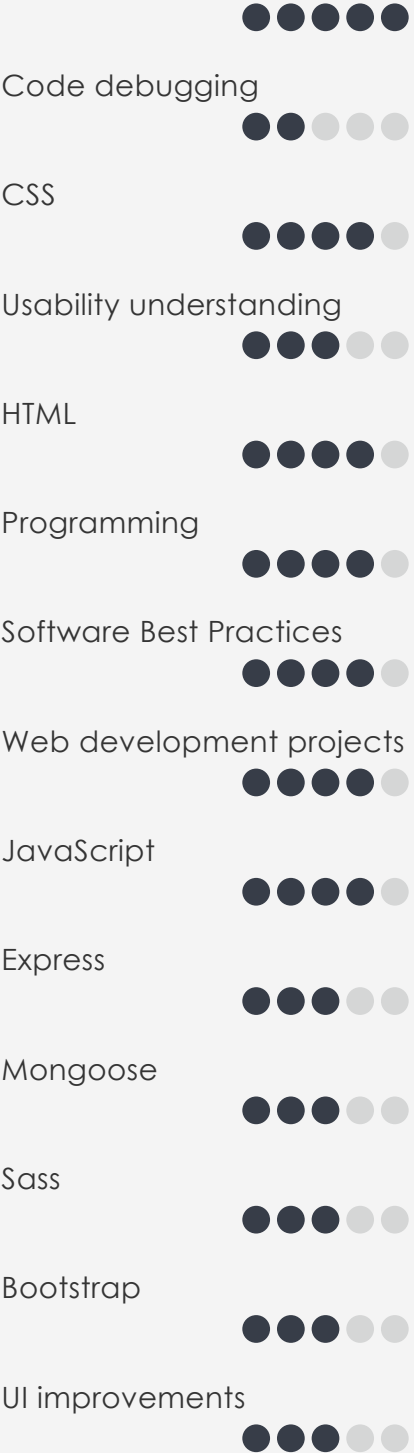 Code debugging
CSS
Usability understanding
HTML
Programming
Software Best Practices
Web development projects
JavaScript
Express
Mongoose
Sass
Bootstrap
UI improvements